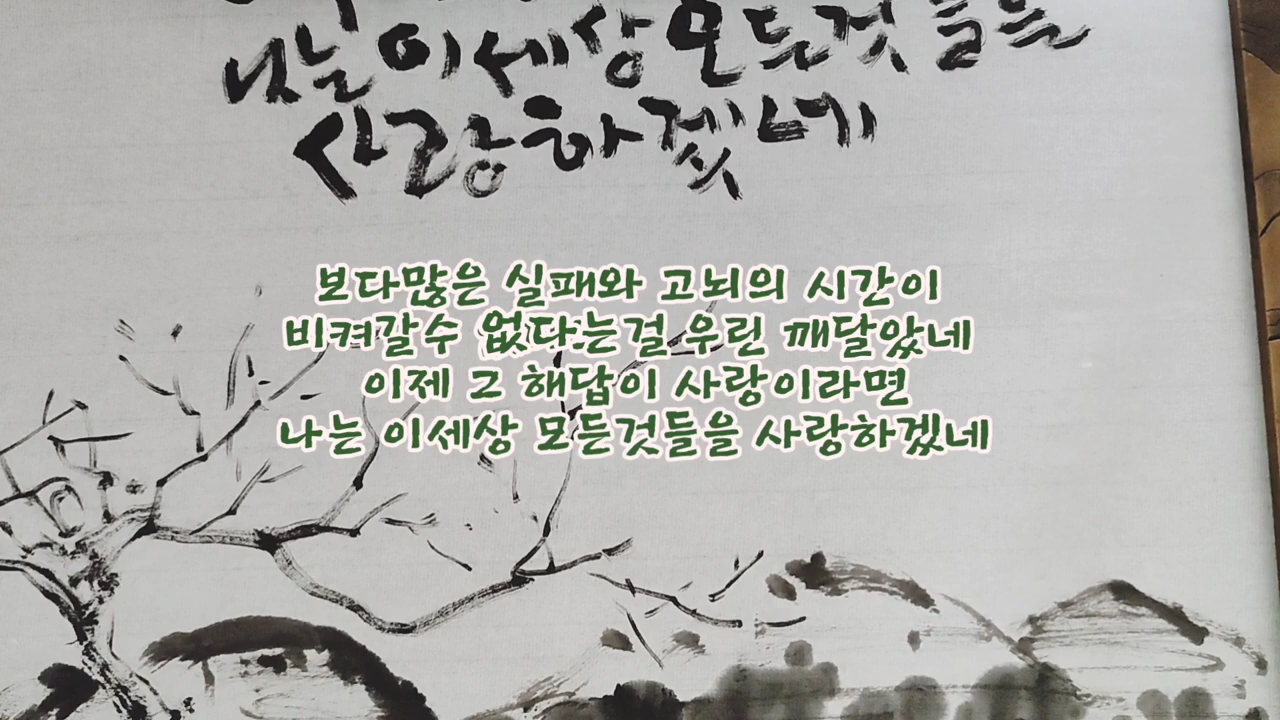 나는 이세상 모든것들을
사랑하겠네
보다많은 실패와 고뇌의 시간이
비켜갈수 없다는걸 우린 깨달았네
이제 그 해답이 사랑이라면
나는 이세상 모든것들을 사랑하겠네